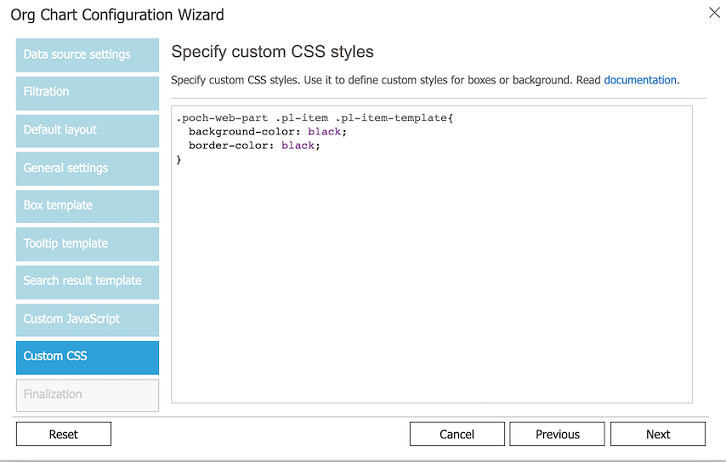 Org Chart Configuration Wizard
Data source settings
Filtration
Default layout
General settings
Box template
Tooltip template
Search result template
Custom JavaScript
Custom CSS
Finalization
Specify custom CSS styles
Specify custom CSS styles. Use it to define custom styles for boxes or background. Read documentation.
.poch-web-part .pl-item .pl-item-template{
  background-color: black;
  border-color: black;
}
Reset
Cancel
Previous
Next